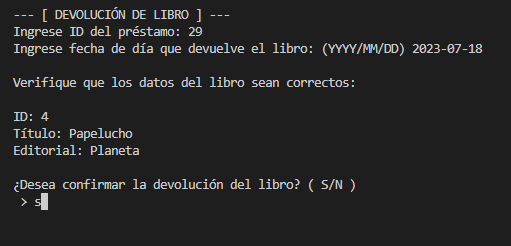 --- [ DEVOLUCIÓN DE LIBRO ] ---
Ingrese ID del préstamo: 29
Ingrese fecha de día que devuelve el libro: (YYYY/MM/DD) 2023-07-18
Verifique que los datos del libro sean correctos:
ID: 4
Título: Papelucho
Editorial: Planeta
¿Desea confirmar la devolución del libro? ( S/N )
> s